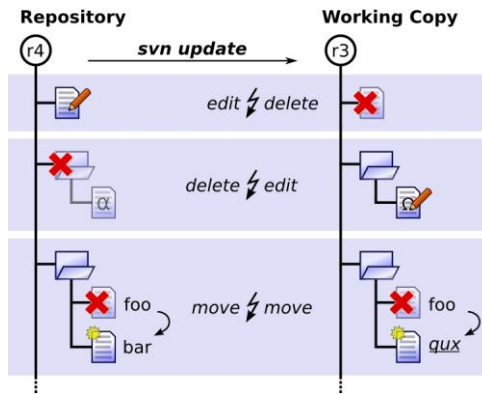 Repository
Working Copy
r4
svn update
r3
edit
delete
α
delete
edit
Ω
foo
move
move
foo
bar
qux